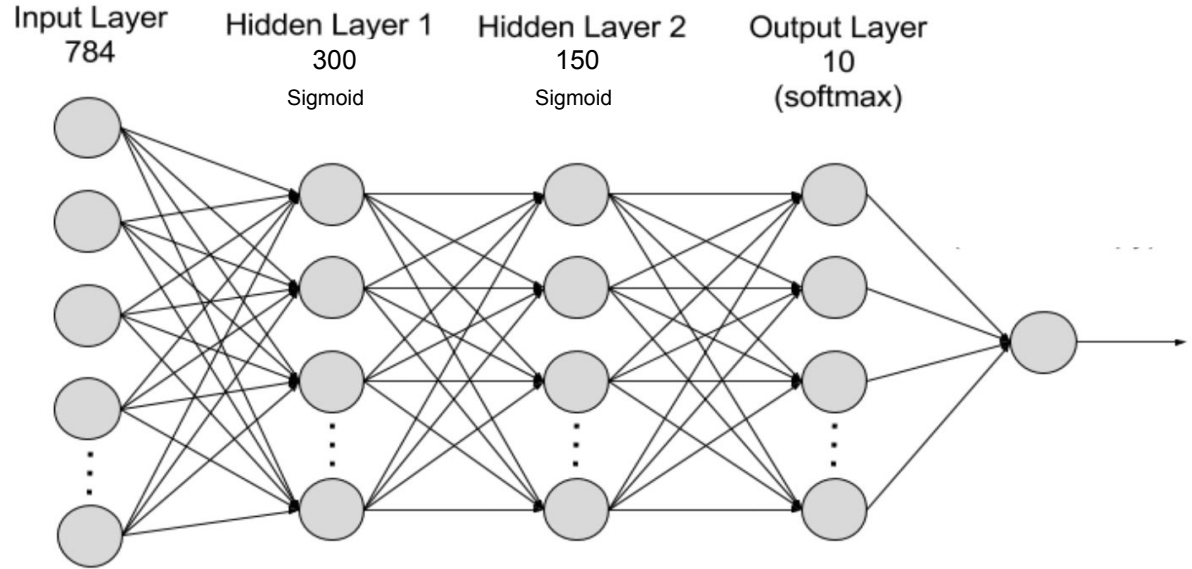 Input Layer
784
Hidden Layer 1
300
Sigmoid
Hidden Layer 2
150
Sigmoid
Output Layer
10
(softmax)